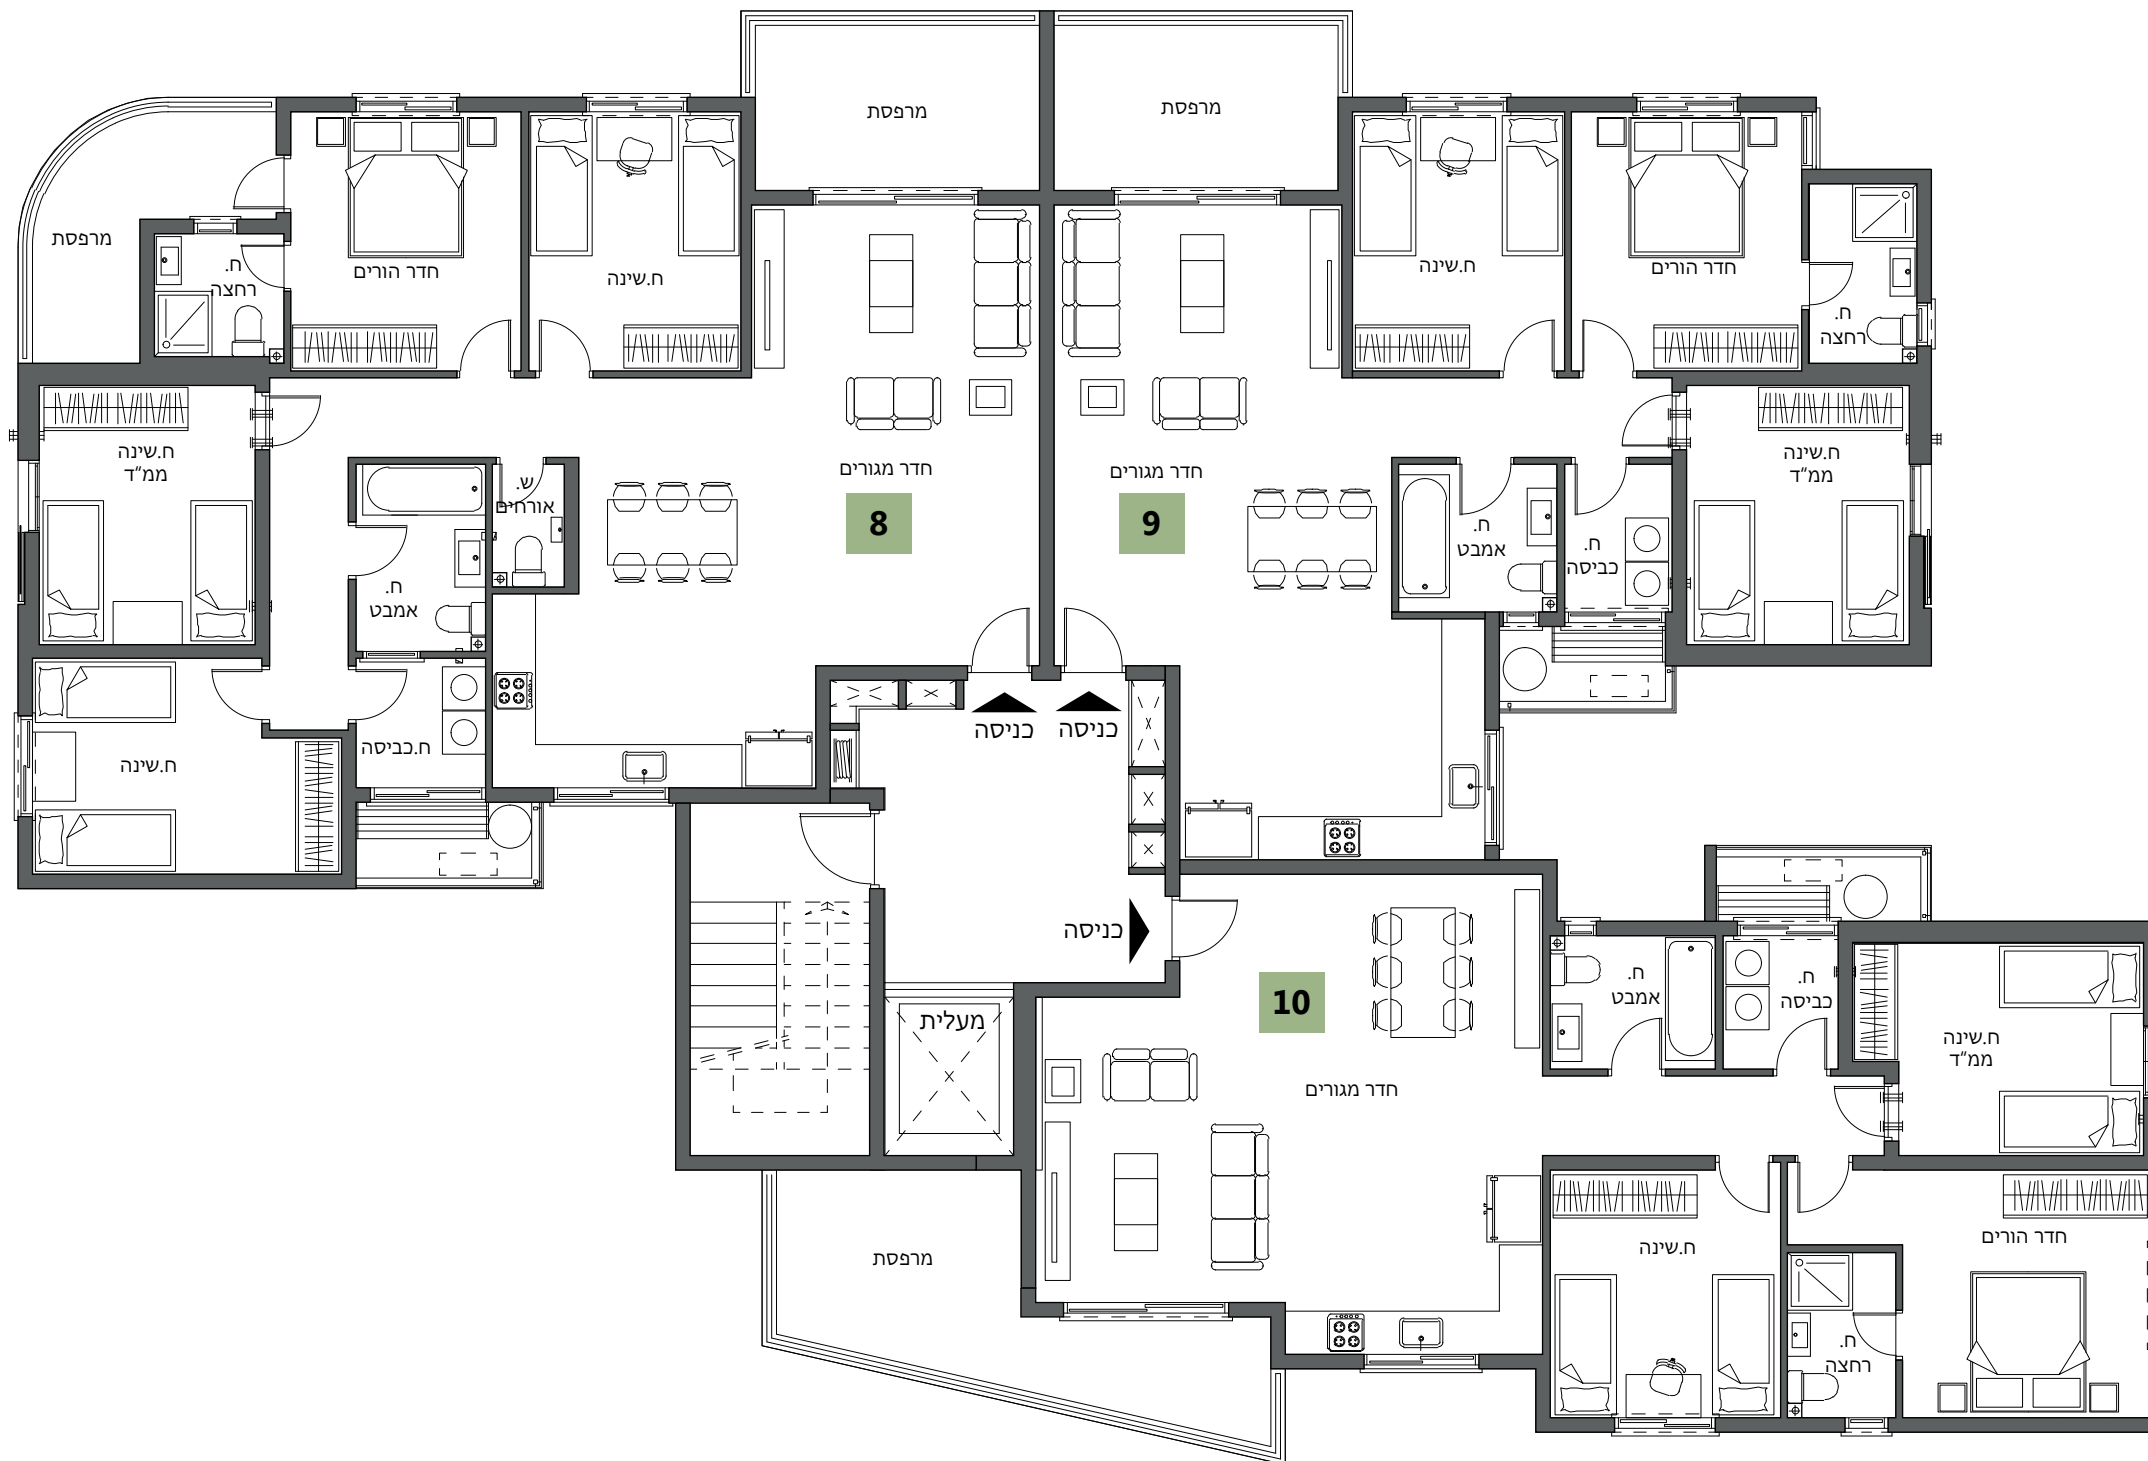 מרפסת
חדר הורים
ח.שינה
מרפסת
ח.
רחצה
ח.שינה
ממ"ד
ש.
אורחים
ח.
אמבט
ח.שינה
ח.כביסה
חדר מגורים
8
כניסה
מרפסת
ח.שינה
חדר הורים
ח.
רחצה
חדר מגורים
9
ח.
אמבט
ח.
כביסה
ח.שינה
ממ"ד
כניסה
כניסה
מעלית
10
חדר מגורים
ח.
אמבט
ח.
כביסה
ח.שינה
ממ"ד
מרפסת
ח.שינה
חדר הורים
ח.
רחצה